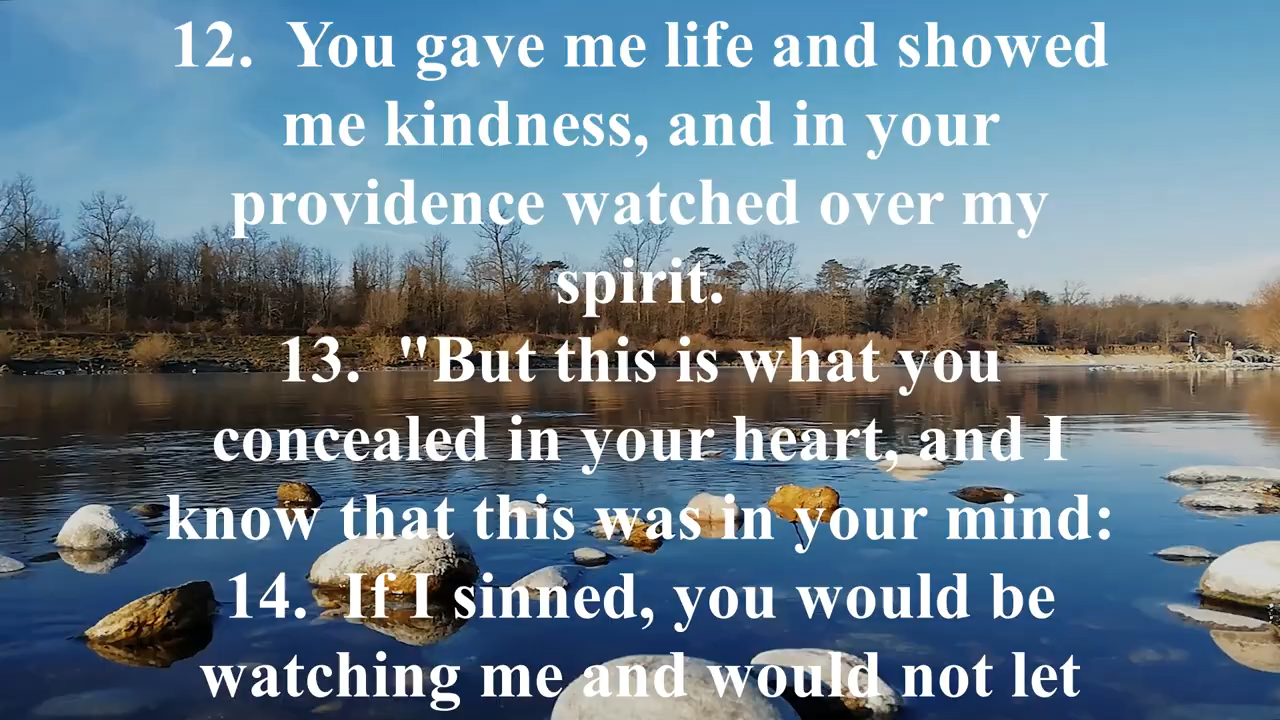 12.  You gave me life and showed
me kindness, and in your
providence watched over my
spirit.
13.  "But this is what you
concealed in your heart, and I
know that this was in your mind:
14.  If I sinned, you would be
watching me and would not let